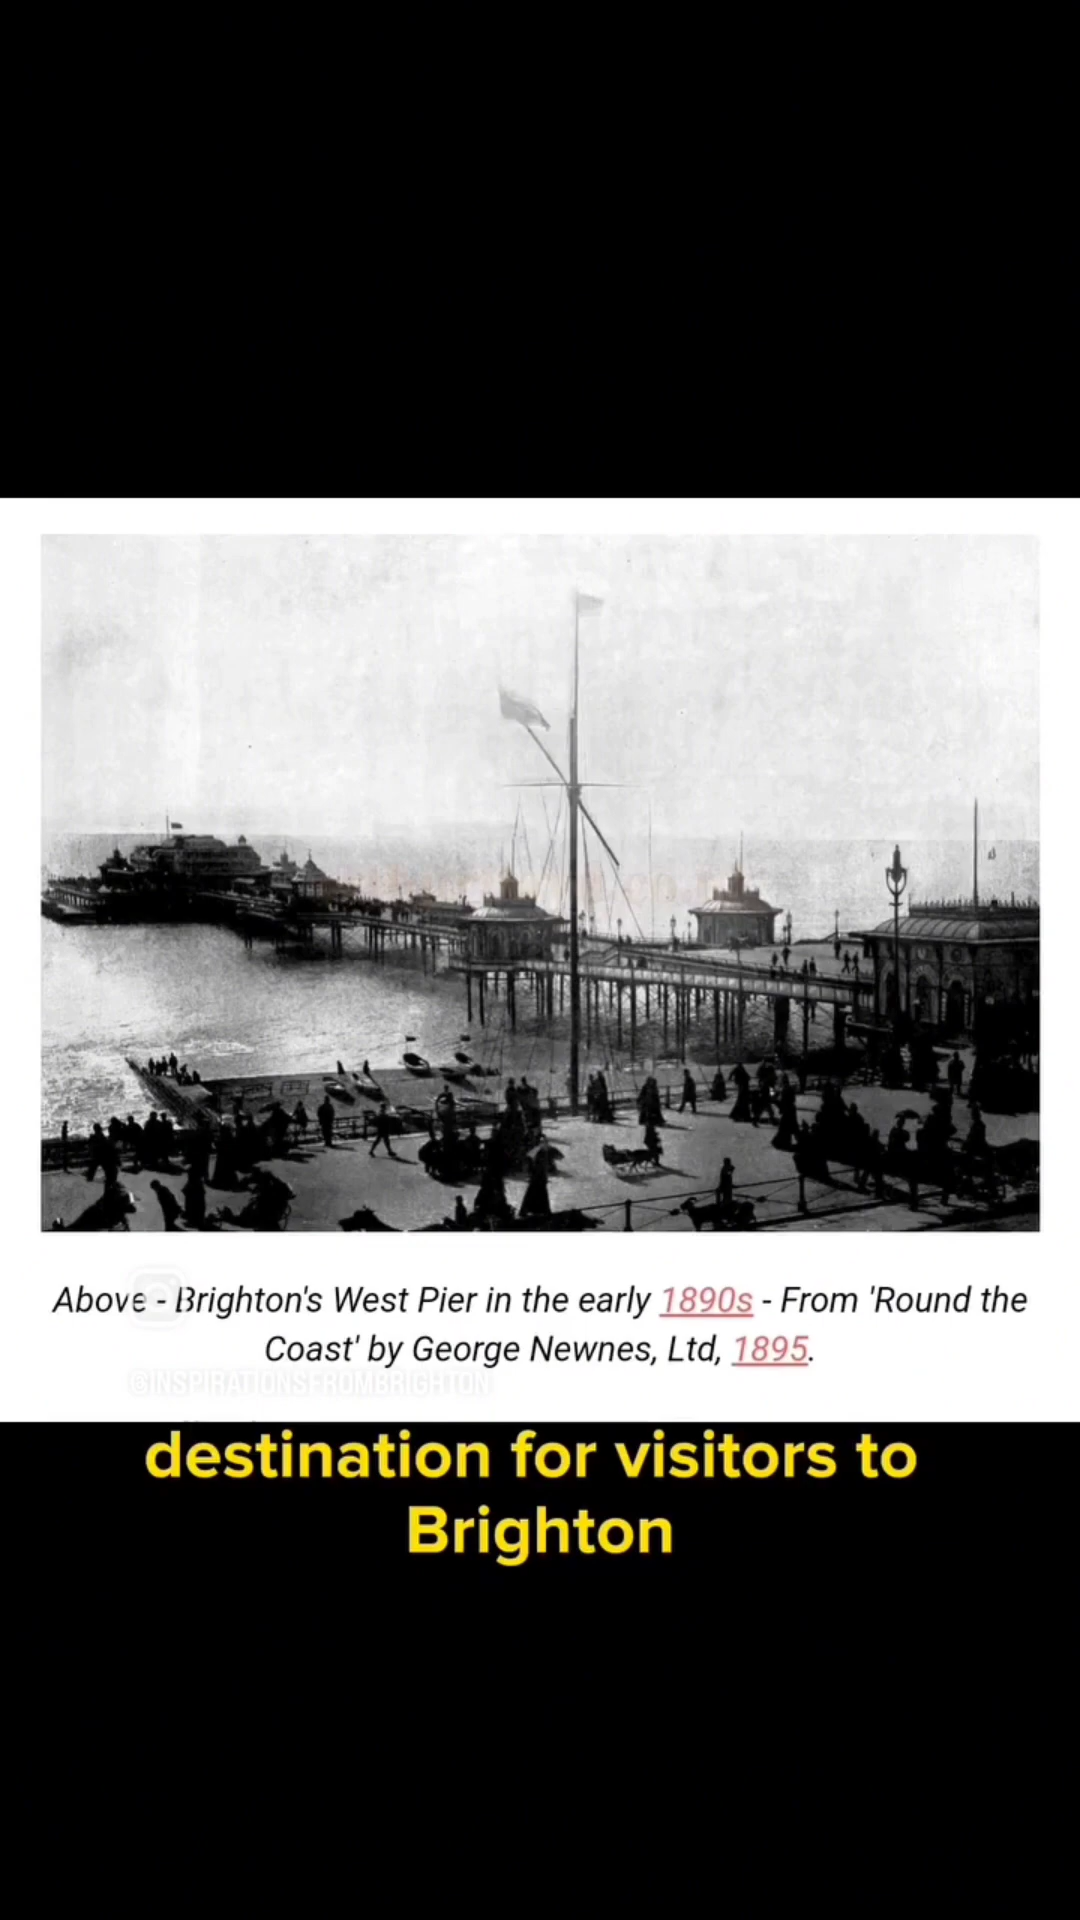 Above - Brighton's West Pier in the early 1890s - From 'Round the
Coast' by George Newnes, Ltd, 1895.
@INSPIRATIONSFROMBRIGHTON
destination for visitors to
Brighton